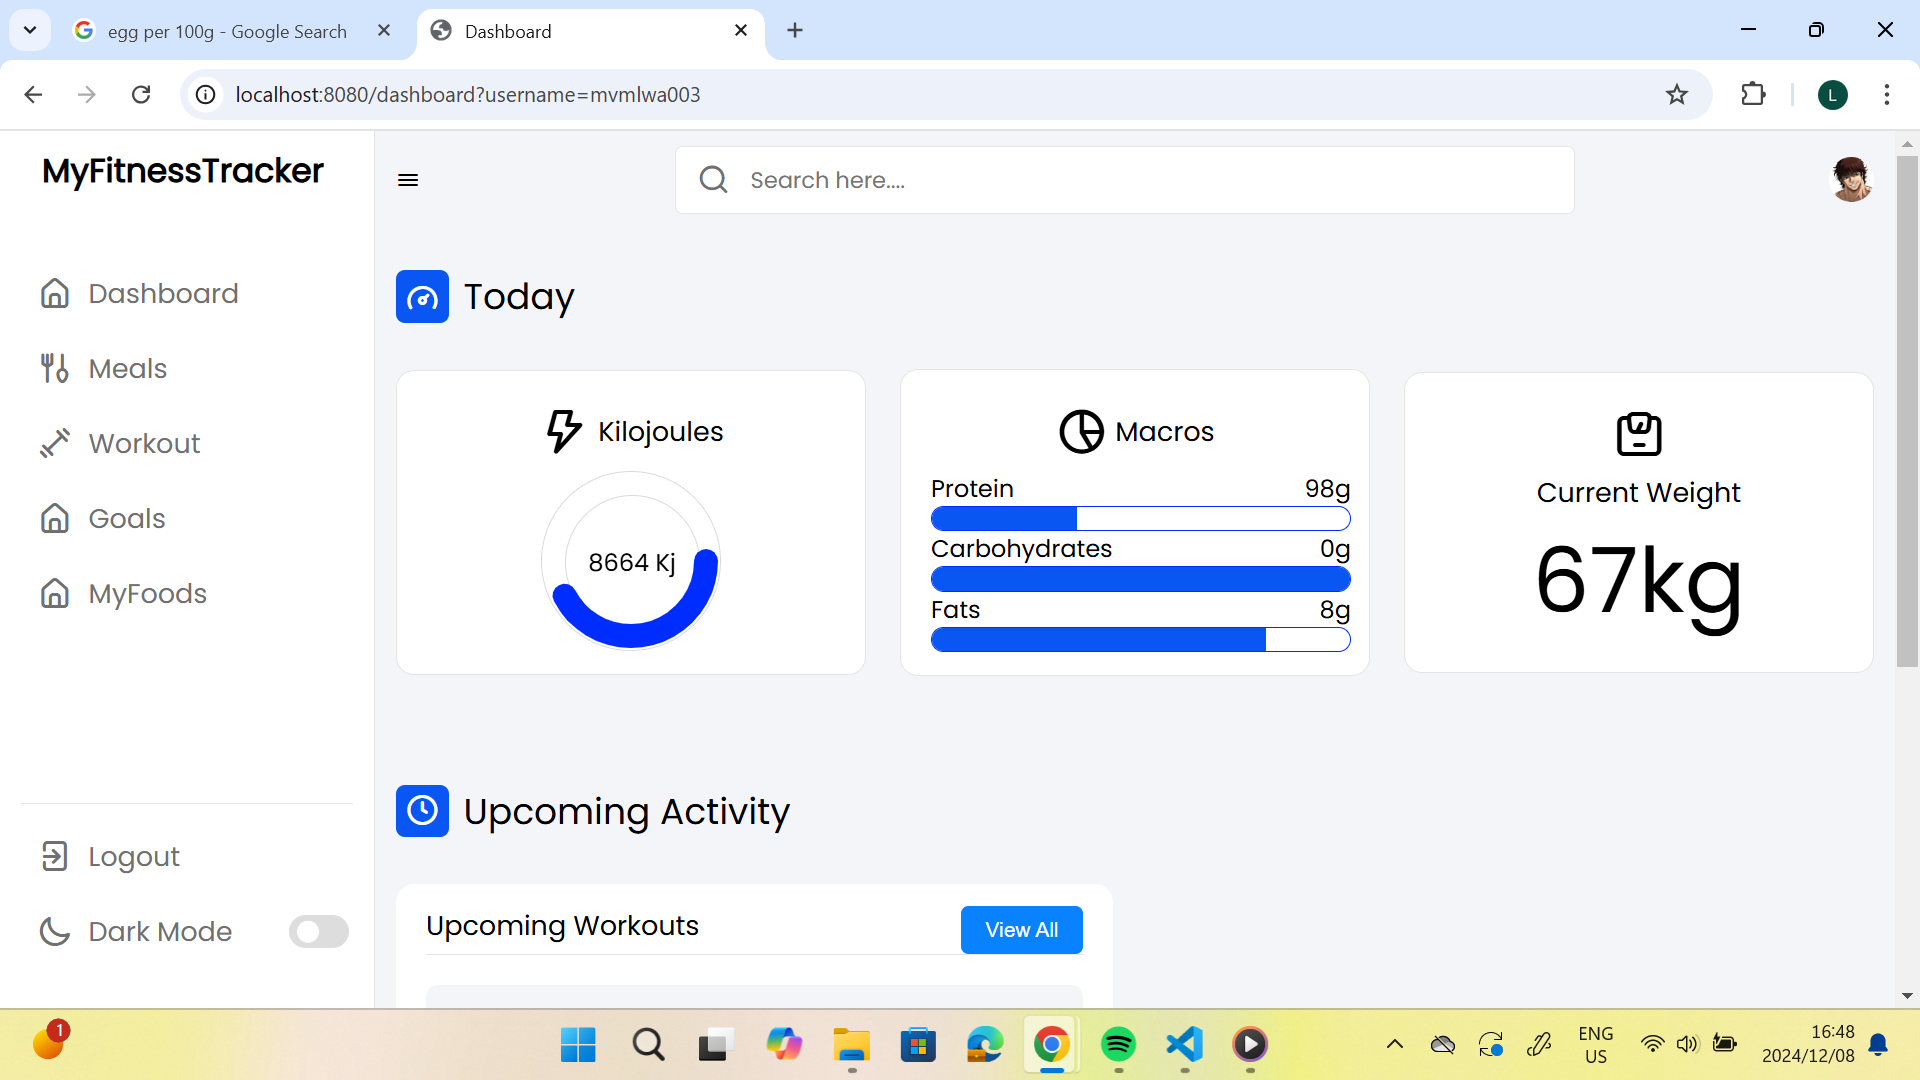 egg per 100g - Google Search
Dashboard
localhost:8080/dashboard?username=mvmlwa003
L
MyFitnessTracker
Search here....
Dashboard
Meals
Workout
Goals
MyFoods
Logout
Dark Mode
Today
Kilojoules
8664 Kj
Macros
Protein 98g
Carbohydrates 0g
Fats 8g
Current Weight
67kg
Upcoming Activity
Upcoming Workouts
View All
1
ENG
US
16:48
2024/12/08